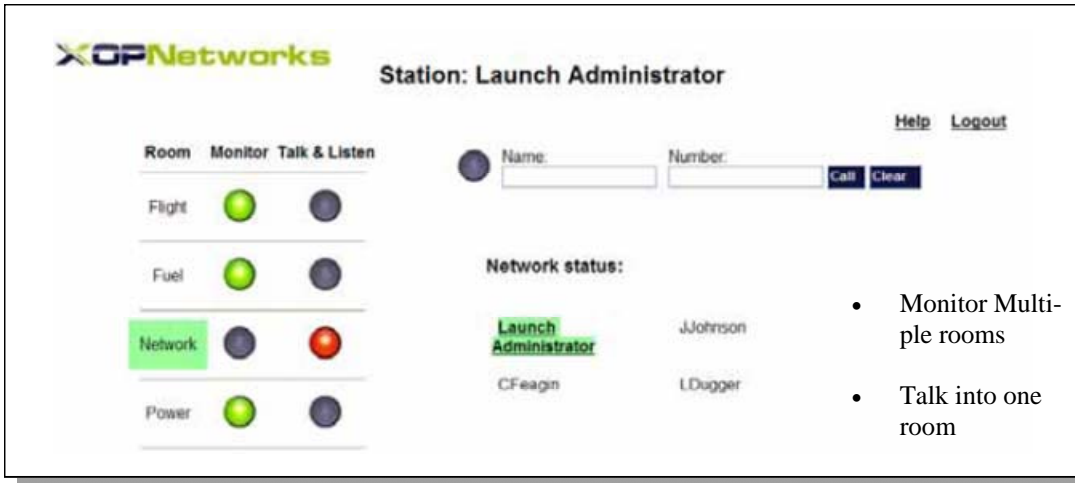 XOPNetworks
Station: Launch Administrator
Help Logout
Room Monitor Talk & Listen
Name: Number:
Call Clear
Flight
Fuel
Network status:
Network
Launch
Administrator
JJohnson
Power
CFeagin LDugger
• Monitor Multi-
ple rooms
• Talk into one
room